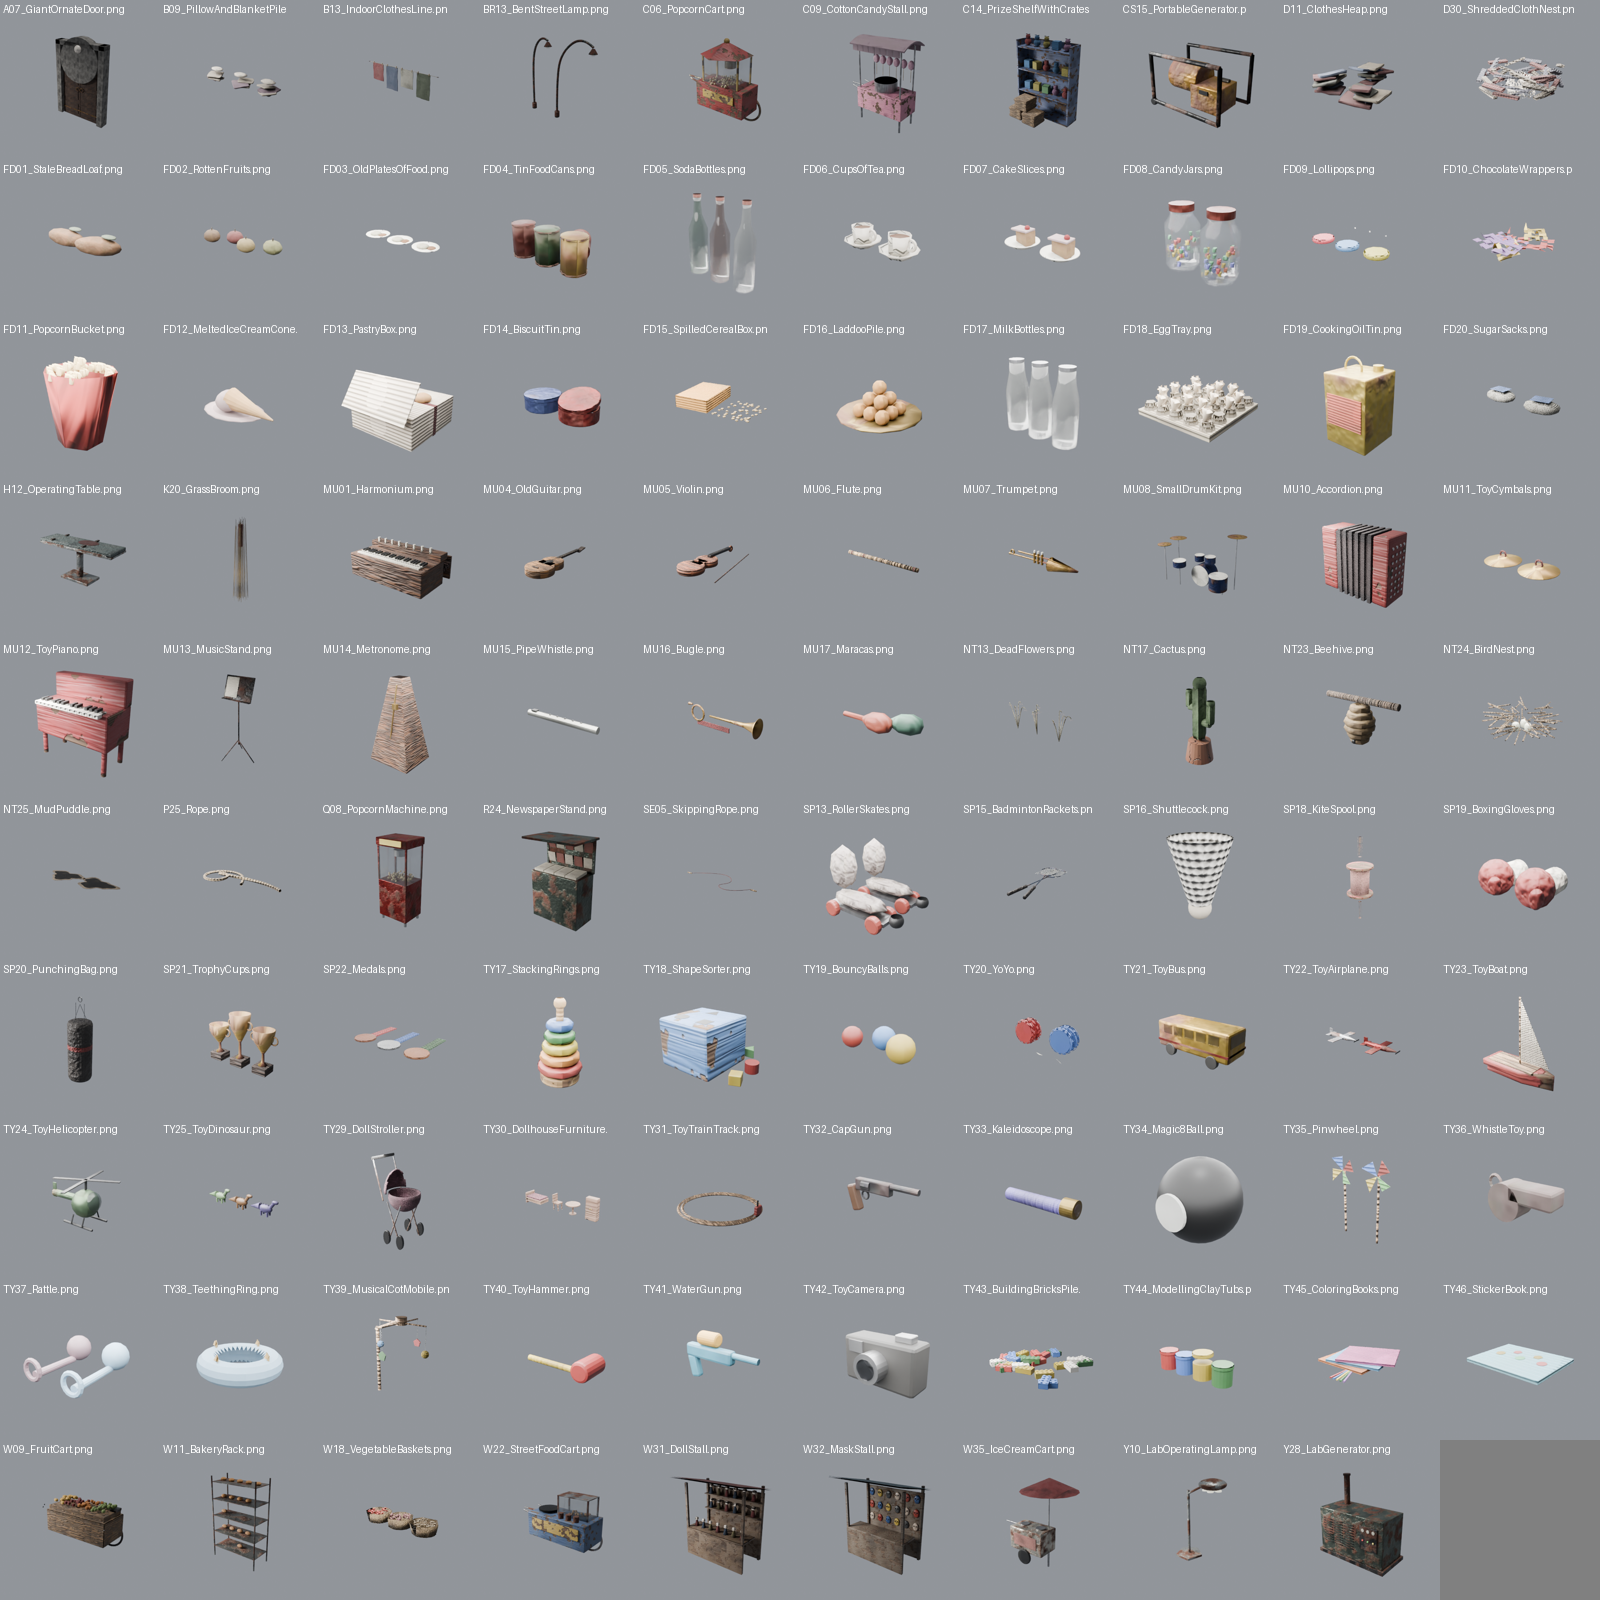 A07_GiantOrnateDoor.png
B09_PillowAndBlanketPile
B13_IndoorClothesLine.pn
BR13_BentStreetLamp.png
C06_PopcornCart.png
C09_CottonCandyStall.png
C14_PrizeShelfWithCrates
CS15_PortableGenerator.p
D11_ClothesHeap.png
D30_ShreddedClothNest.pn
FD01_StaleBreadLoaf.png
FD02_RottenFruits.png
FD03_OldPlatesOfFood.png
FD04_TinFoodCans.png
FD05_SodaBottles.png
FD06_CupsOfTea.png
FD07_CakeSlices.png
FD08_CandyJars.png
FD09_Lollipops.png
FD10_ChocolateWrappers.p
FD11_PopcornBucket.png
FD12_MeltedIceCreamCone.
FD13_PastryBox.png
FD14_BiscuitTin.png
FD15_SpilledCerealBox.pn
FD16_LaddooPile.png
FD17_MilkBottles.png
FD18_EggTray.png
FD19_CookingOilTin.png
FD20_SugarSacks.png
H12_OperatingTable.png
K20_GrassBroom.png
MU01_Harmonium.png
MU04_OldGuitar.png
MU05_Violin.png
MU06_Flute.png
MU07_Trumpet.png
MU08_SmallDrumKit.png
MU10_Accordion.png
MU11_ToyCymbals.png
MU12_ToyPiano.png
MU13_MusicStand.png
MU14_Metronome.png
MU15_PipeWhistle.png
MU16_Bugle.png
MU17_Maracas.png
NT13_DeadFlowers.png
NT17_Cactus.png
NT23_Beehive.png
NT24_BirdNest.png
NT25_MudPuddle.png
P25_Rope.png
Q08_PopcornMachine.png
R24_NewspaperStand.png
SE05_SkippingRope.png
SP13_RollerSkates.png
SP15_BadmintonRackets.pn
SP16_Shuttlecock.png
SP18_KiteSpool.png
SP19_BoxingGloves.png
SP20_PunchingBag.png
SP21_TrophyCups.png
SP22_Medals.png
TY17_StackingRings.png
TY18_ShapeSorter.png
TY19_BouncyBalls.png
TY20_YoYo.png
TY21_ToyBus.png
TY22_ToyAirplane.png
TY23_ToyBoat.png
TY24_ToyHelicopter.png
TY25_ToyDinosaur.png
TY29_DollStroller.png
TY30_DollhouseFurniture.
TY31_ToyTrainTrack.png
TY32_CapGun.png
TY33_Kaleidoscope.png
TY34_Magic8Ball.png
TY35_Pinwheel.png
TY36_WhistleToy.png
TY37_Rattle.png
TY38_TeethingRing.png
TY39_MusicalCotMobile.pn
TY40_ToyHammer.png
TY41_WaterGun.png
TY42_ToyCamera.png
TY43_BuildingBricksPile.
TY44_ModellingClayTubs.p
TY45_ColoringBooks.png
TY46_StickerBook.png
W09_FruitCart.png
W11_BakeryRack.png
W18_VegetableBaskets.png
W22_StreetFoodCart.png
W31_DollStall.png
W32_MaskStall.png
W35_IceCreamCart.png
Y10_LabOperatingLamp.png
Y28_LabGenerator.png